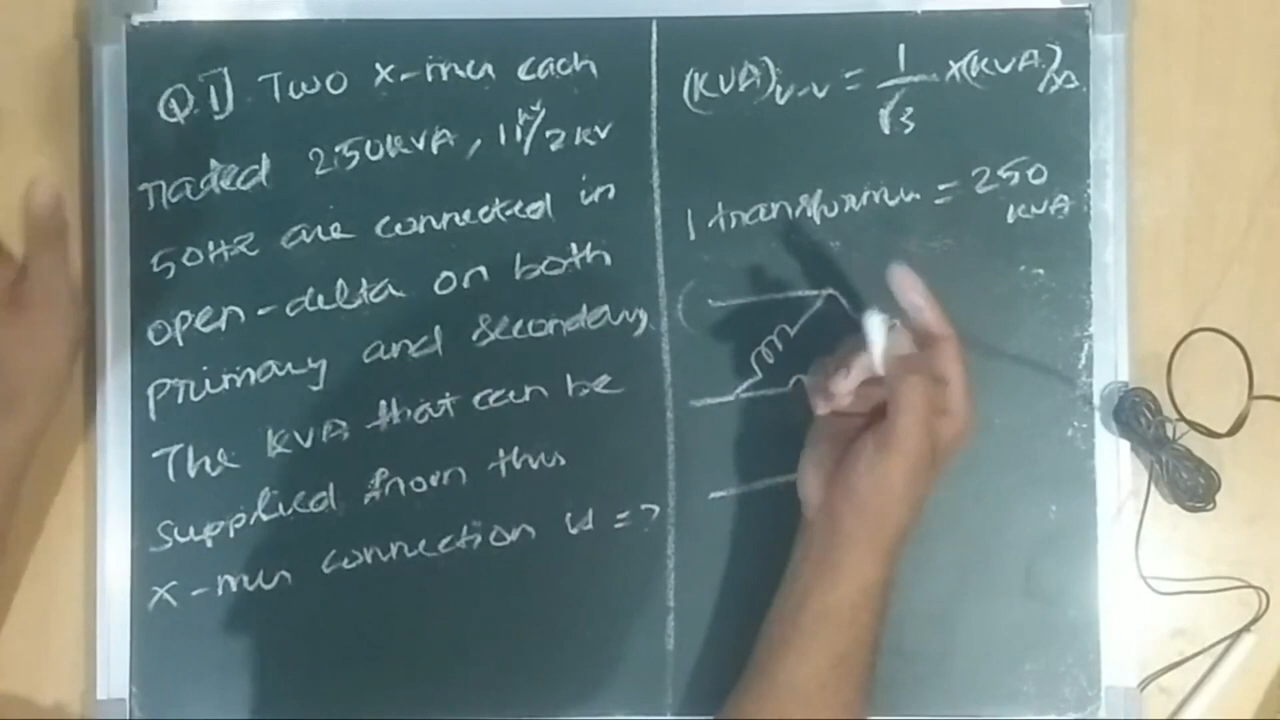 Q.1] Two x-mer each
rated 250KVA, 11kv/2kv
50Hz are connected in
open-delta on both
primary and secondary
The KVA that can be
supplied from this
x-mer connection is = ?
(KVA)v-v = 1/√3 x(KVA)ΔΔ
1 transformer = 250
KVA